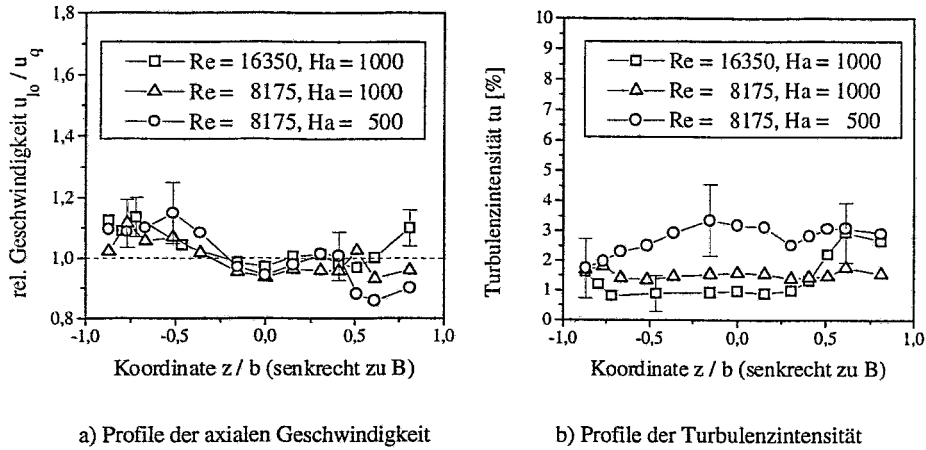 rel. Geschwindigkeit u_lo / u_q
1,8
1,6
1,4
1,2
1,0
0,8
Re = 16350, Ha = 1000
Re = 8175, Ha = 1000
Re = 8175, Ha = 500
-1,0
-0,5
0,0
0,5
1,0
Koordinate z / b (senkrecht zu B)
a) Profile der axialen Geschwindigkeit
Turbulenzintensität tu [%]
10
9
8
7
6
5
4
3
2
1
0
Re = 16350, Ha = 1000
Re = 8175, Ha = 1000
Re = 8175, Ha = 500
-1,0
-0,5
0,0
0,5
1,0
Koordinate z / b (senkrecht zu B)
b) Profile der Turbulenzintensität